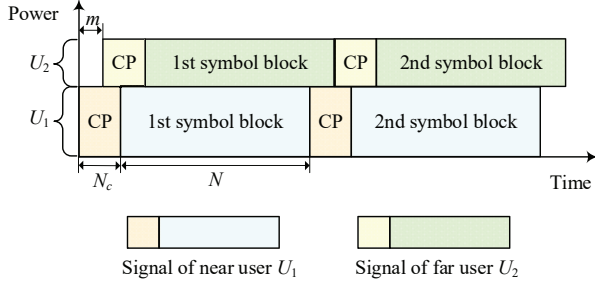 Power
m
U₂
CP
1st symbol block
CP
2nd symbol block
U₁
CP
1st symbol block
CP
2nd symbol block
N_c
N
Time
Signal of near user U₁
Signal of far user U₂